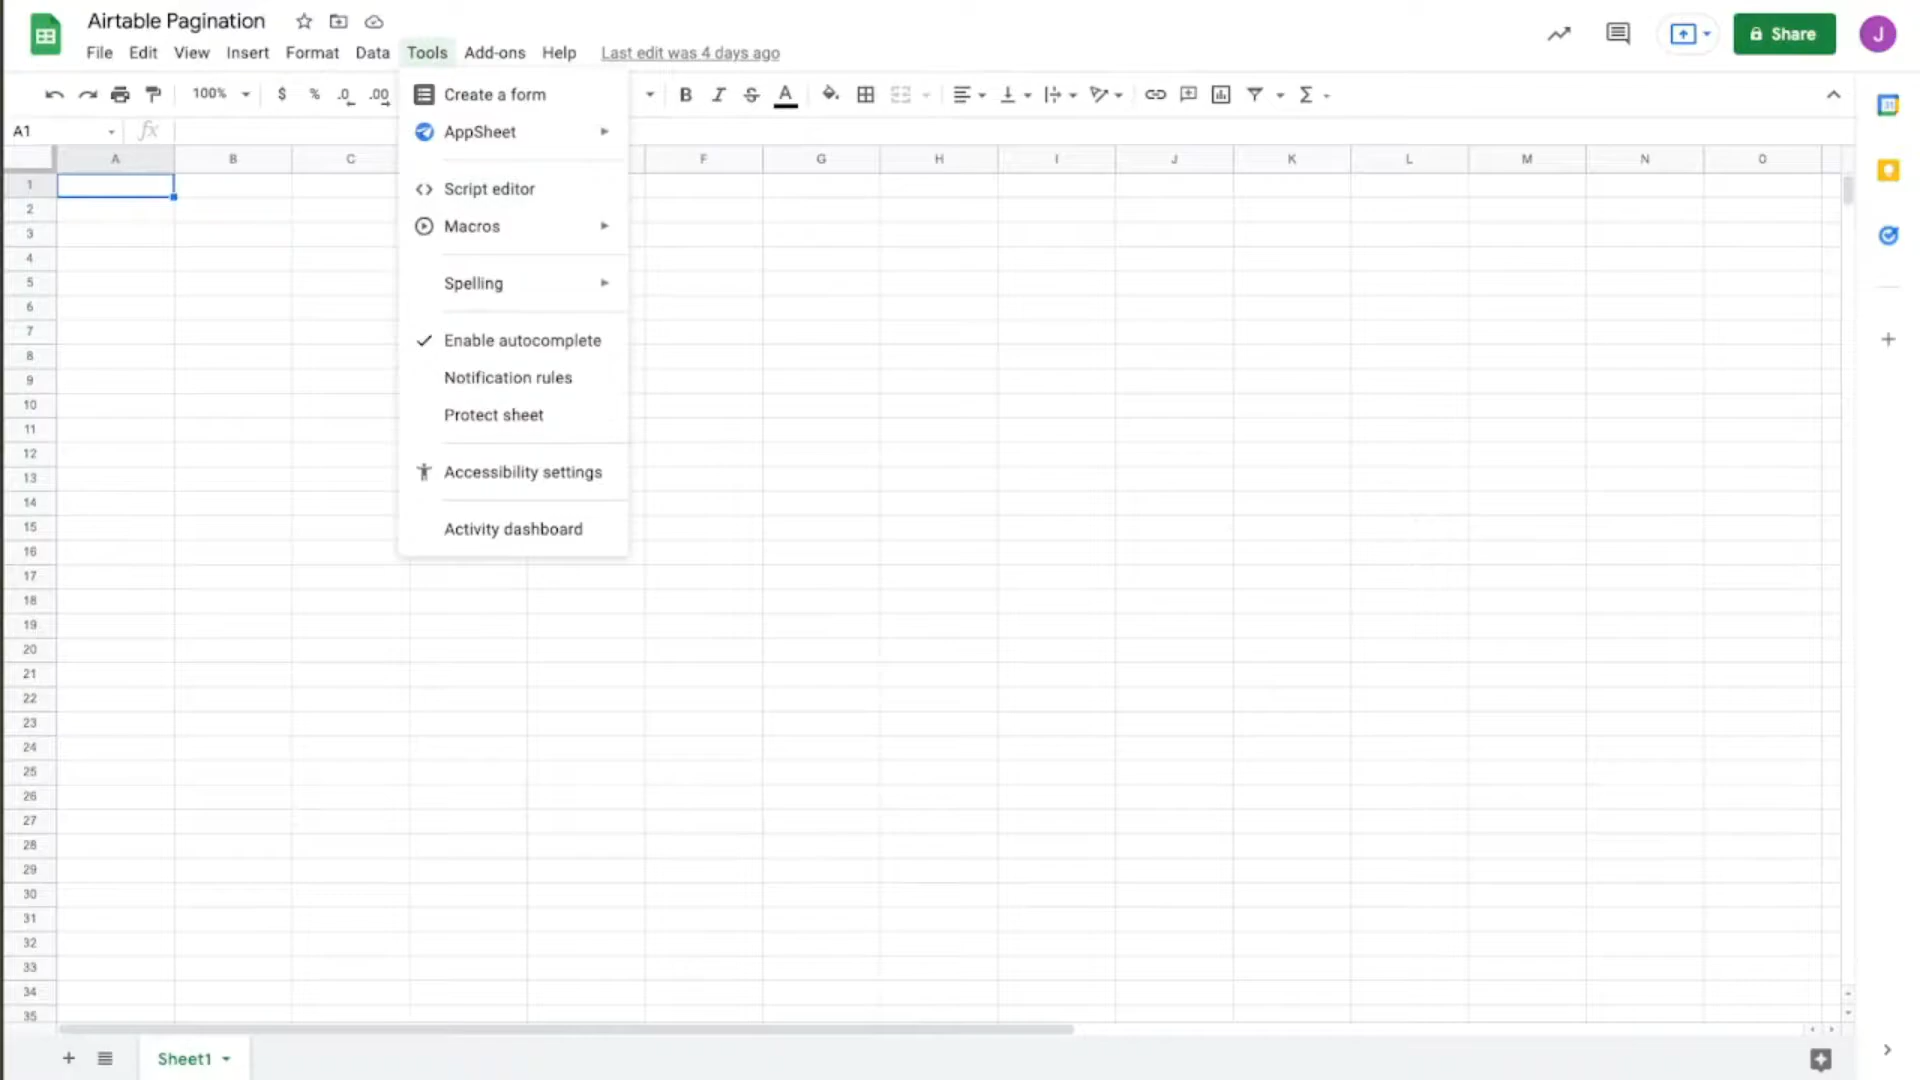 Airtable Pagination
File Edit View Insert Format Data Tools Add-ons Help Last edit was 4 days ago
Share
J
100% $ % .0 .00 B I S A Σ
A1 fx
Create a form
AppSheet
Script editor
Macros
Spelling
Enable autocomplete
Notification rules
Protect sheet
Accessibility settings
Activity dashboard
A B C F G H I J K L M N O
1
2
3
4
5
6
7
8
9
10
11
12
13
14
15
16
17
18
19
20
21
22
23
24
25
26
27
28
29
30
31
32
33
34
35
Sheet1